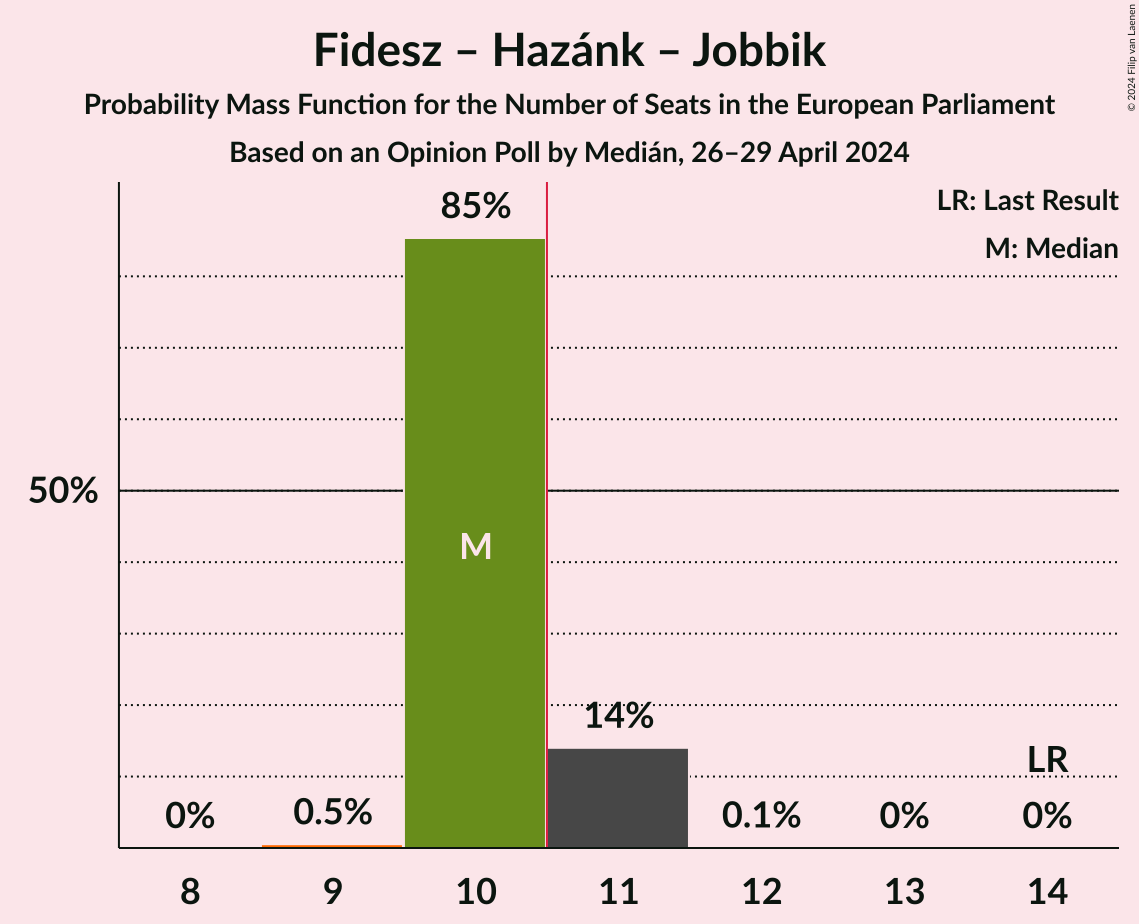 Fidesz – Hazánk – Jobbik
Probability Mass Function for the Number of Seats in the European Parliament
Based on an Opinion Poll by Medián, 26–29 April 2024
© 2024 Filip van Laenen
LR: Last Result
M: Median
85%
50%
M
14%
LR
0%
0.5%
0.1%
0%
0%
8
9
10
11
12
13
14